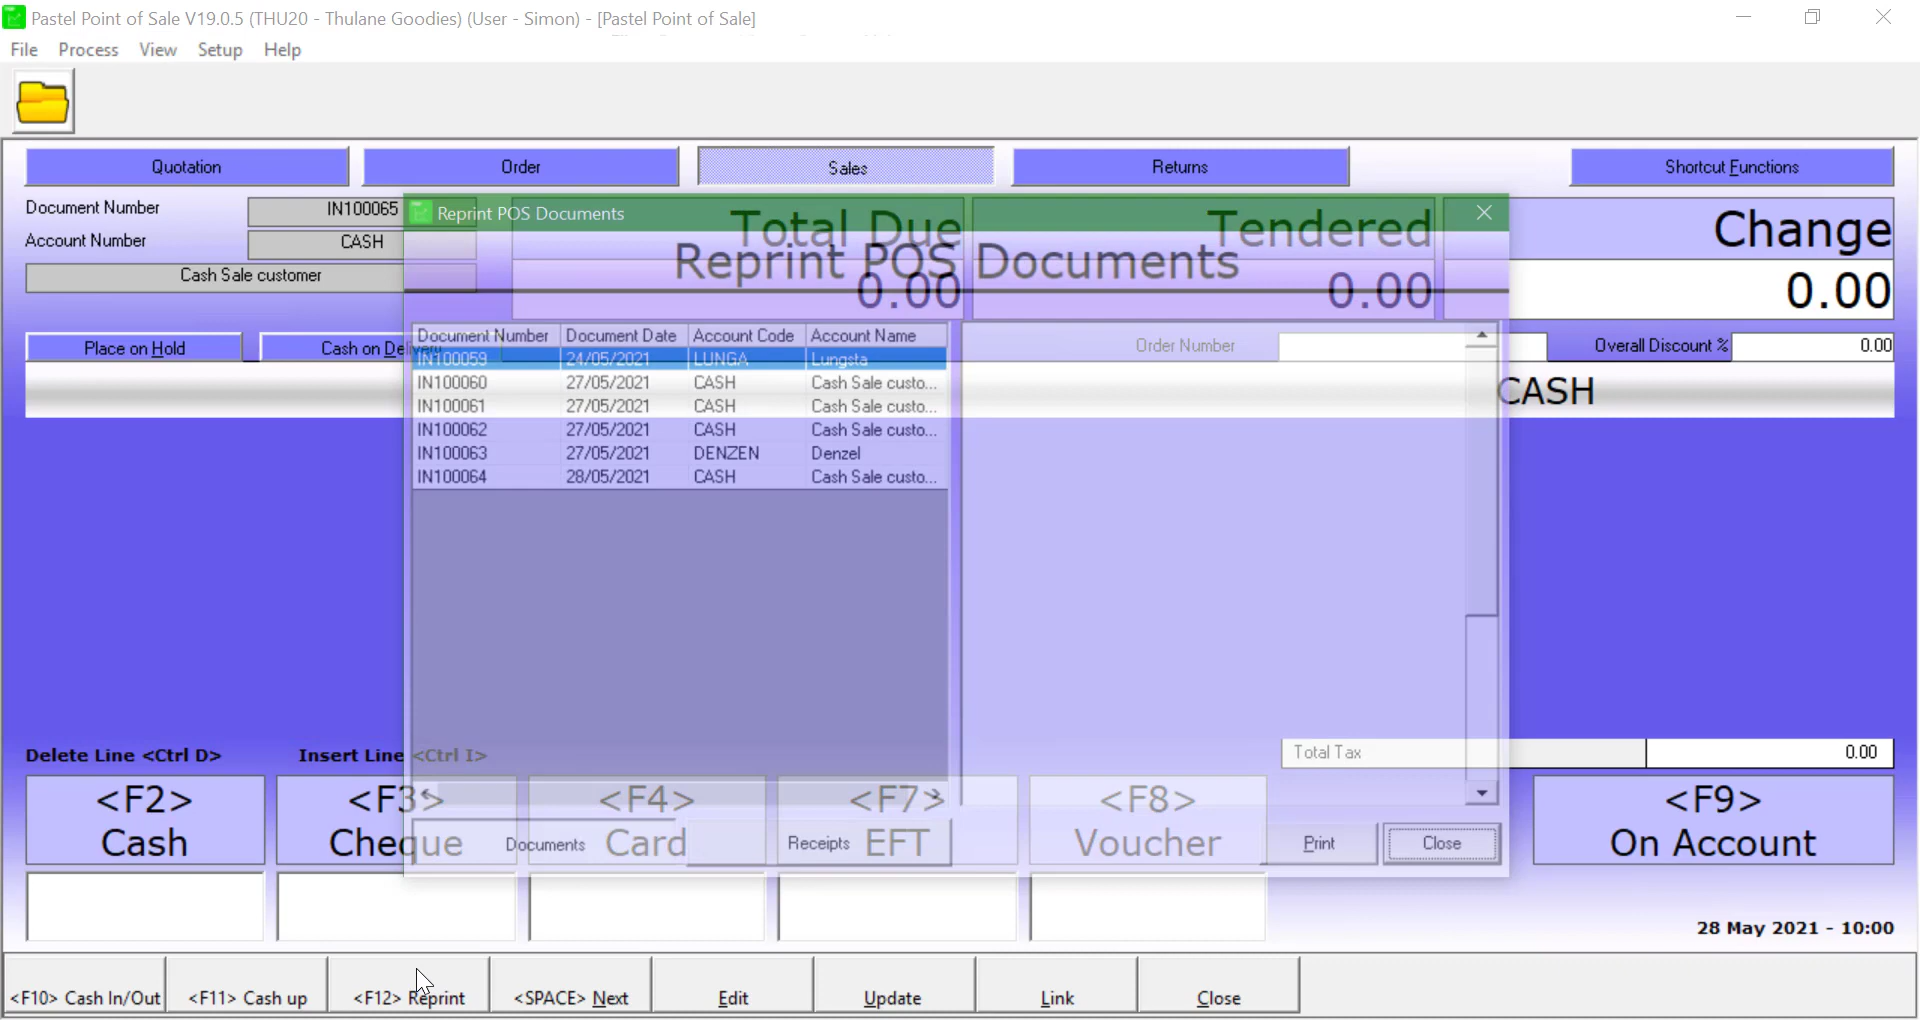 Pastel Point of Sale V19.0.5 (THU20 - Thulane Goodies) (User - Simon) - [Pastel Point of Sale]
File Process View Setup Help
Quotation Order Sales Returns Shortcut Functions
Document Number IN100065
Account Number CASH
Cash Sale customer
Reprint POS Documents
Total Due Tendered Change
Reprint POS Documents
0.00 0.00 0.00
Place on Hold Cash on Delivery Order Number Overall Discount % 0.00
CASH
Document Number Document Date Account Code Account Name
IN100059 24/05/2021 LUNGA Lungsta
IN100060 27/05/2021 CASH Cash Sale custo...
IN100061 27/05/2021 CASH Cash Sale custo...
IN100062 27/05/2021 CASH Cash Sale custo...
IN100063 27/05/2021 DENZEN Denzel
IN100064 28/05/2021 CASH Cash Sale custo...
Delete Line <Ctrl D> Insert Line <Ctrl I> Total Tax 0.00
<F2> <F3> <F4> <F7> <F8> <F9>
Cash Cheque Card EFT Voucher On Account
Documents Receipts Print Close
28 May 2021 - 10:00
<F10> Cash In/Out <F11> Cash up <F12> Reprint <SPACE> Next Edit Update Link Close